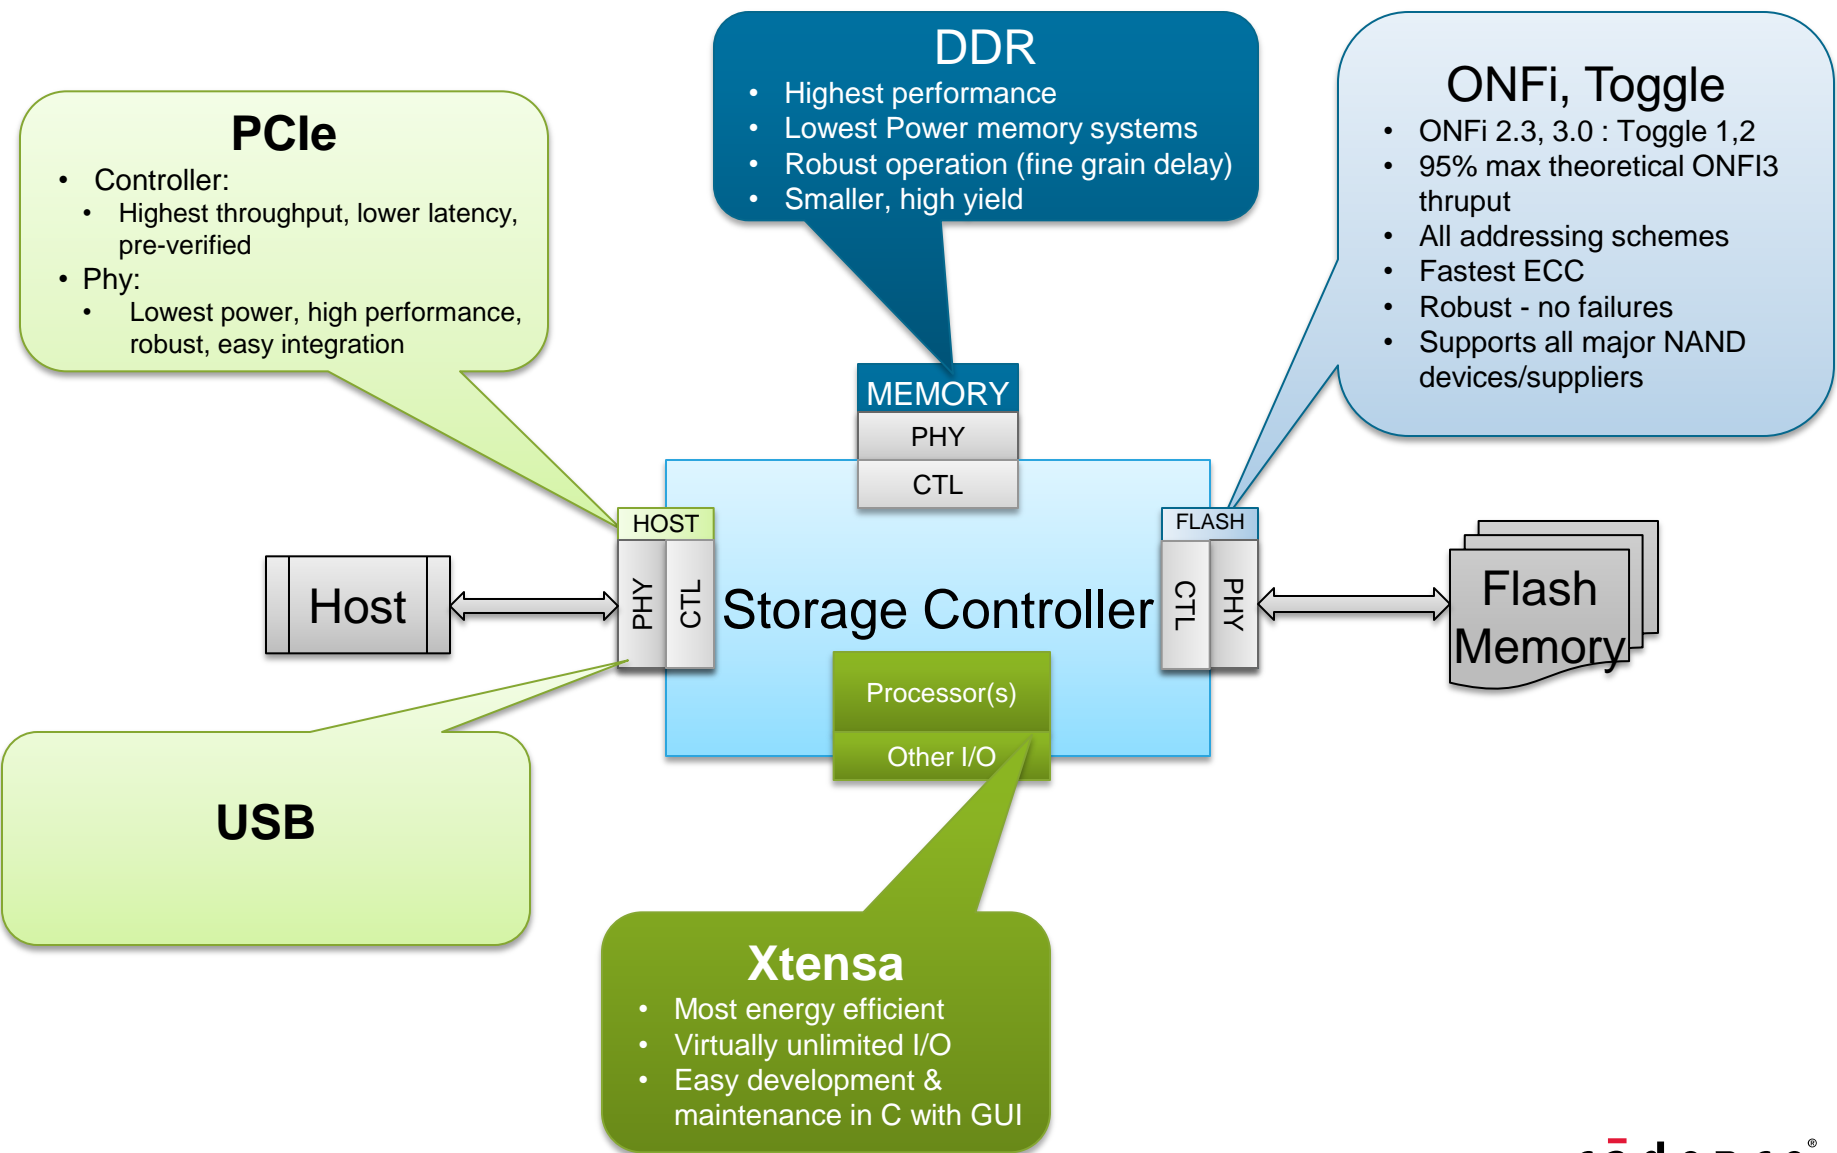 DDR
• Highest performance
• Lowest Power memory systems
• Robust operation (fine grain delay)
• Smaller, high yield
ONFi, Toggle
• ONFi 2.3, 3.0 : Toggle 1,2
• 95% max theoretical ONFI3
thruput
• All addressing schemes
• Fastest ECC
• Robust - no failures
• Supports all major NAND
devices/suppliers
PCIe
• Controller:
• Highest throughput, lower latency,
pre-verified
• Phy:
• Lowest power, high performance,
robust, easy integration
MEMORY
PHY
CTL
HOST
PHY
CTL
FLASH
CTL
PHY
Host
Storage Controller
Flash
Memory
Processor(s)
Other I/O
USB
Xtensa
• Most energy efficient
• Virtually unlimited I/O
• Easy development &
maintenance in C with GUI